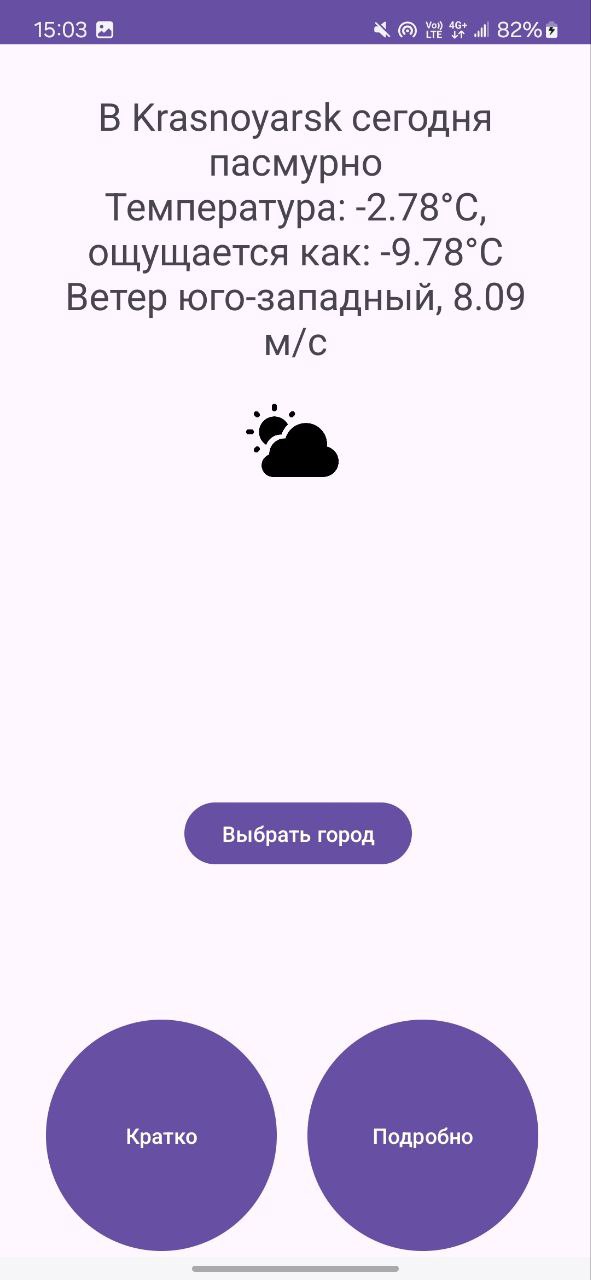 15:03
Vo)) LTE 4G+ 82%
В Krasnoyarsk сегодня
пасмурно
Температура: -2.78°C,
ощущается как: -9.78°C
Ветер юго-западный, 8.09
м/с
Выбрать город
Кратко
Подробно